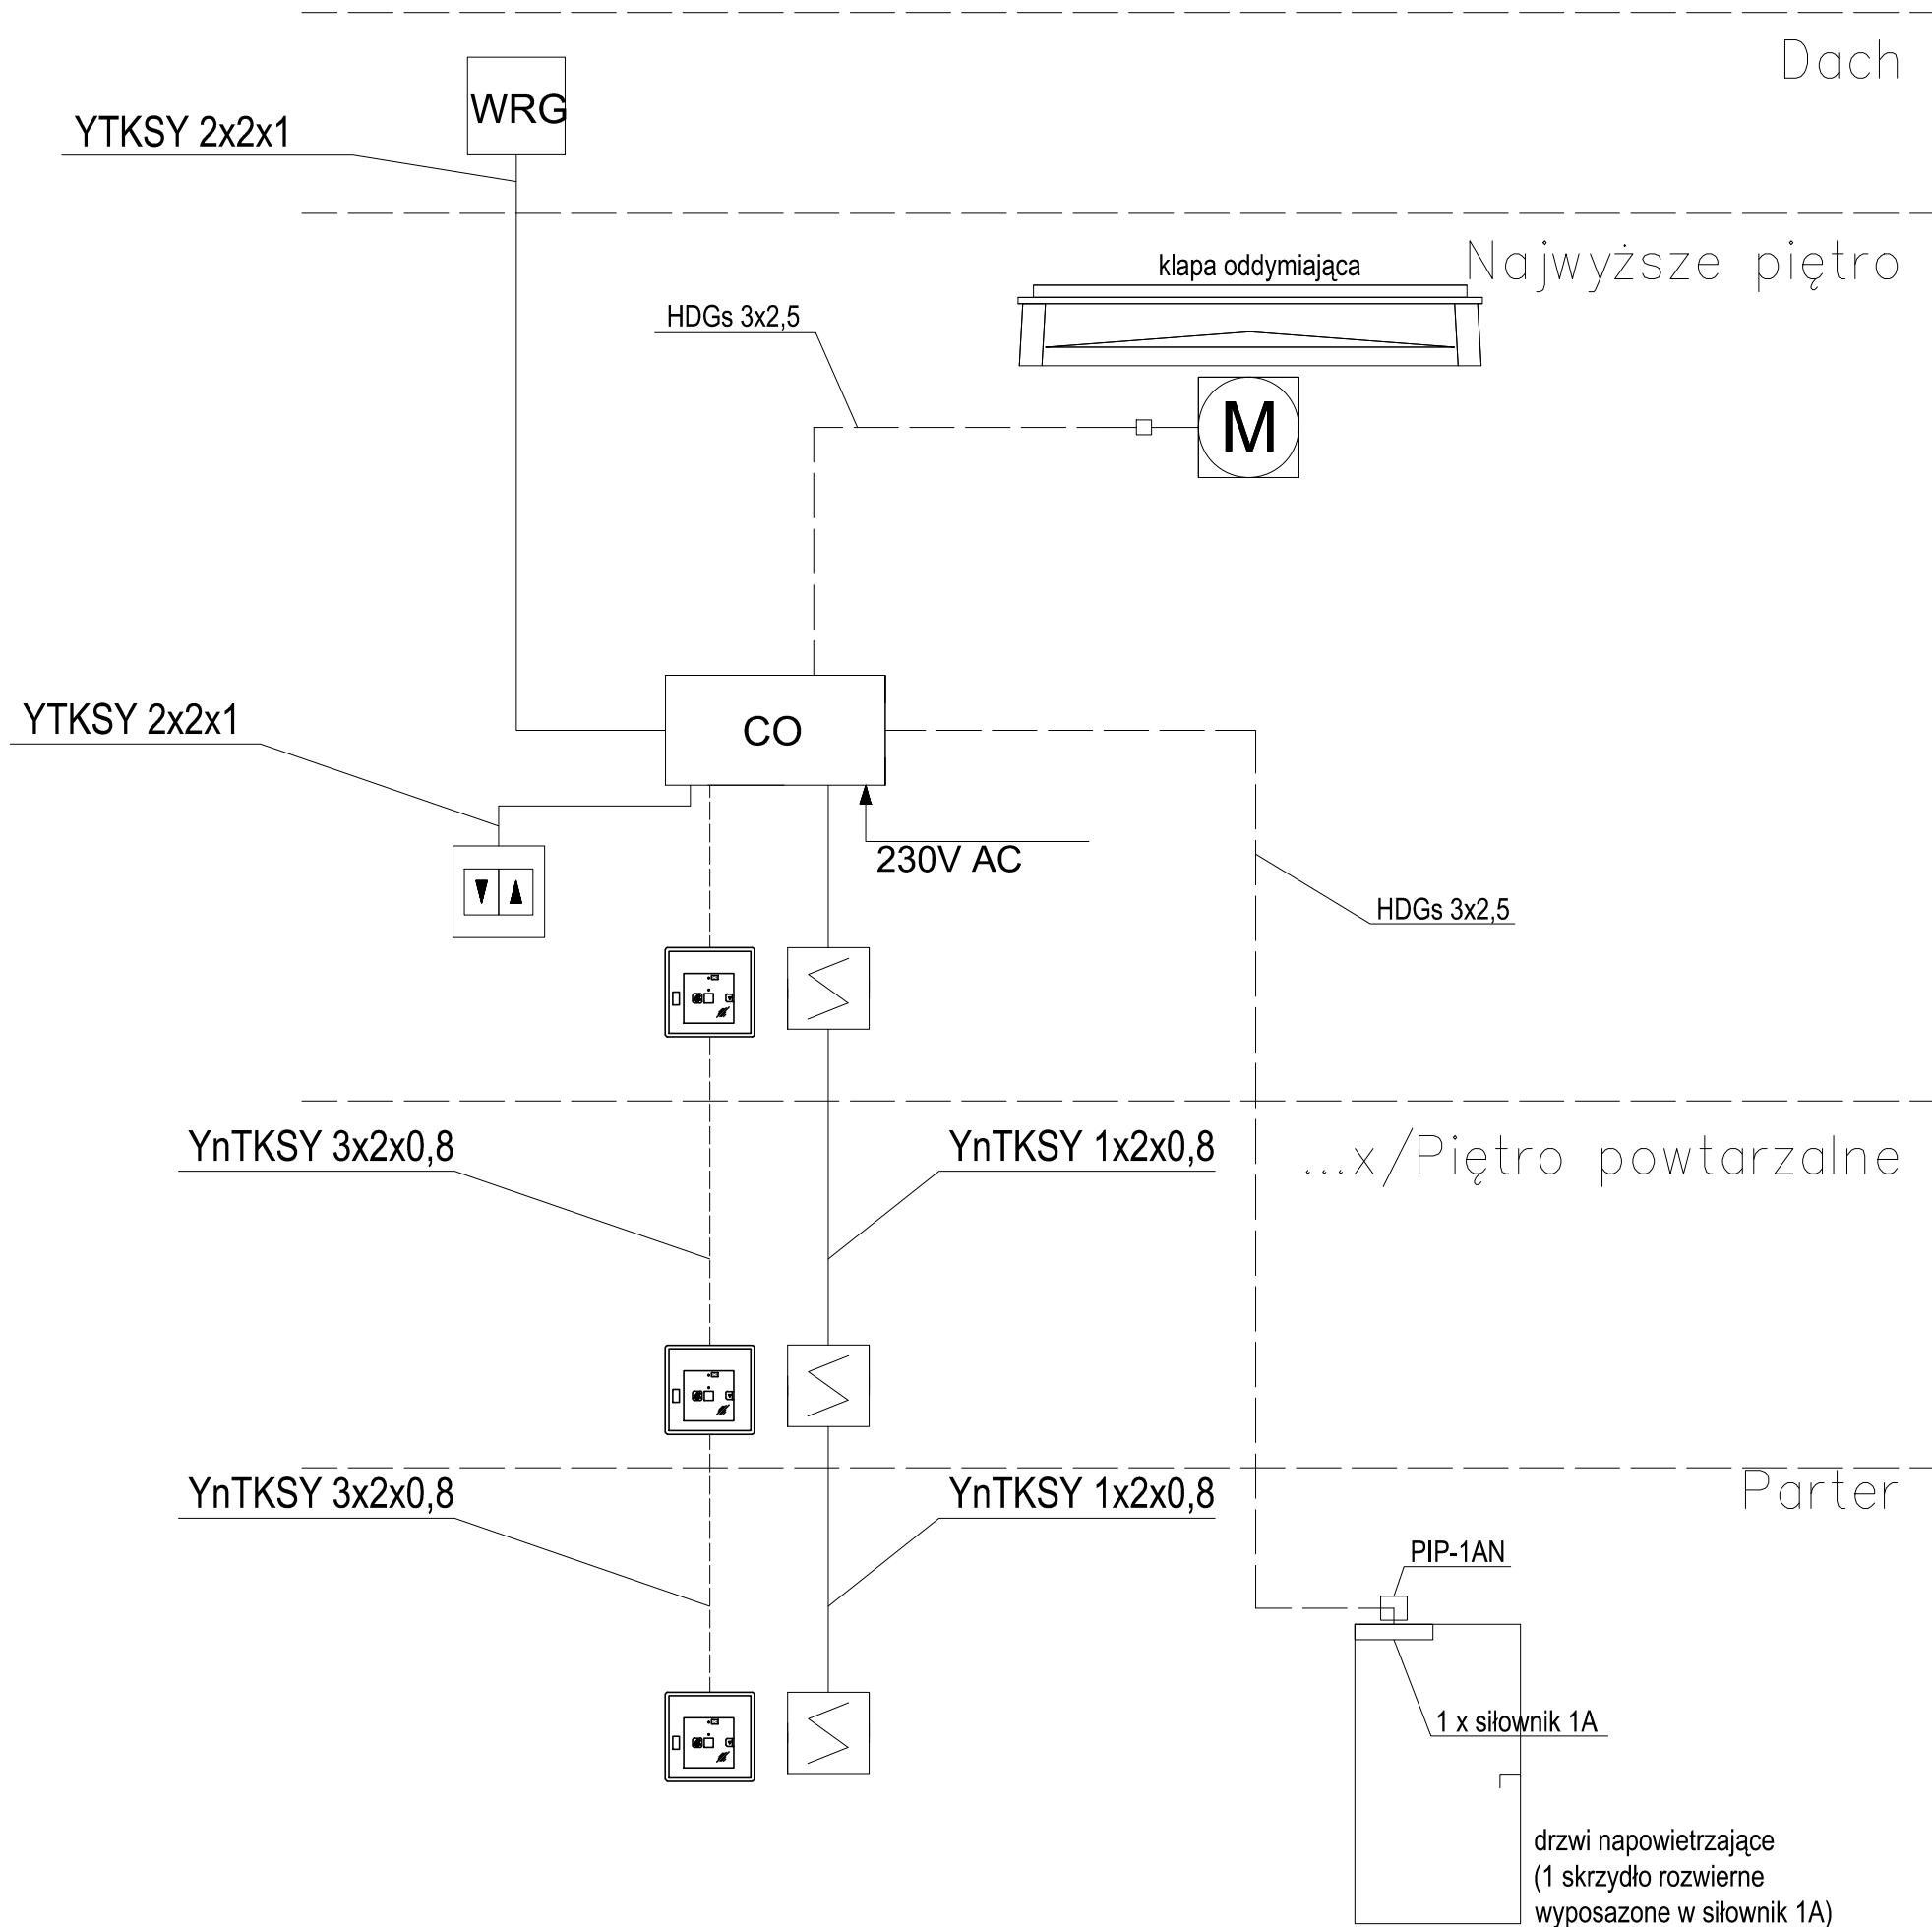 Dach
WRG
YTKSY 2x2x1
Najwyższe piętro
klapa oddymiająca
HDGs 3x2,5
M
YTKSY 2x2x1
CO
230V AC
HDGs 3x2,5
YnTKSY 3x2x0,8
YnTKSY 1x2x0,8
...x/Piętro powtarzalne
YnTKSY 3x2x0,8
YnTKSY 1x2x0,8
Parter
PIP-1AN
1 x siłownik 1A
drzwi napowietrzające
(1 skrzydło rozwierne
wyposazone w siłownik 1A)